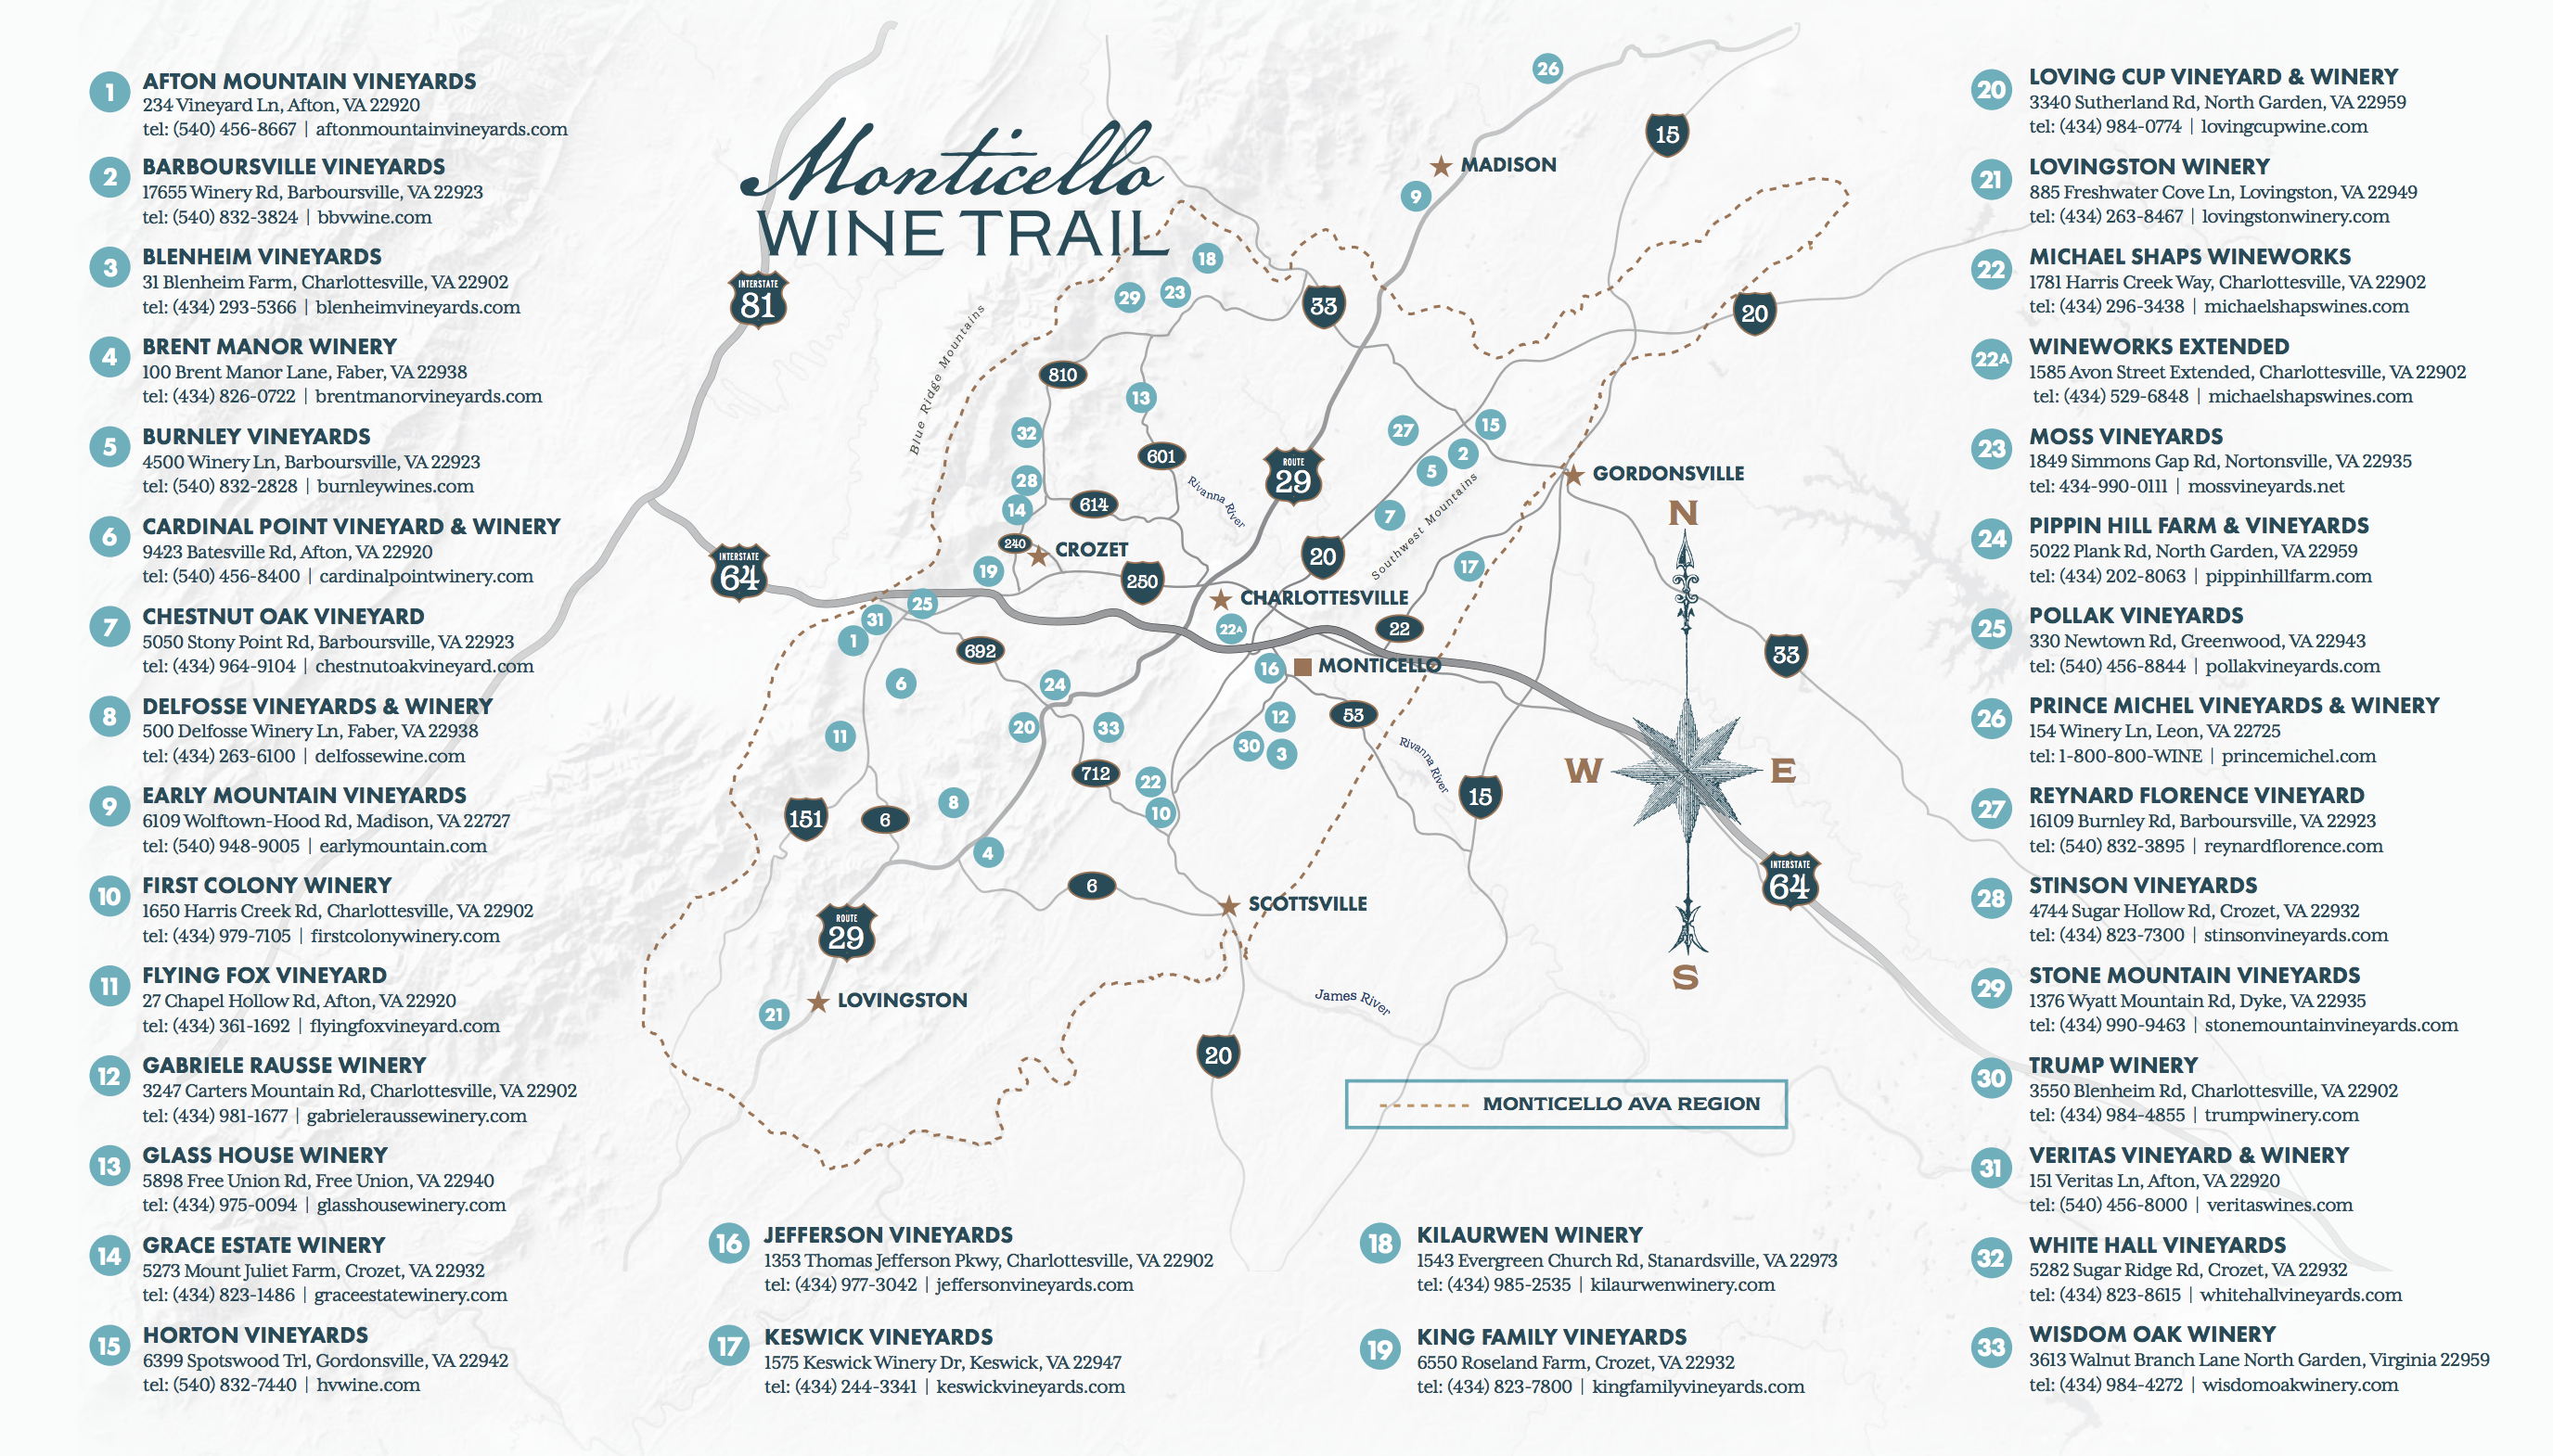 Monticello
WINE TRAIL
1
AFTON MOUNTAIN VINEYARDS
234 Vineyard Ln, Afton, VA 22920
tel: (540) 456-8667 | aftonmountainvineyards.com
2
BARBOURSVILLE VINEYARDS
17655 Winery Rd, Barboursville, VA 22923
tel: (540) 832-3824 | bbvwine.com
3
BLENHEIM VINEYARDS
31 Blenheim Farm, Charlottesville, VA 22902
tel: (434) 293-5366 | blenheimvineyards.com
4
BRENT MANOR WINERY
100 Brent Manor Lane, Faber, VA 22938
tel: (434) 826-0722 | brentmanorvineyards.com
5
BURNLEY VINEYARDS
4500 Winery Ln, Barboursville, VA 22923
tel: (540) 832-2828 | burnleywines.com
6
CARDINAL POINT VINEYARD & WINERY
9423 Batesville Rd, Afton, VA 22920
tel: (540) 456-8400 | cardinalpointwinery.com
7
CHESTNUT OAK VINEYARD
5050 Stony Point Rd, Barboursville, VA 22923
tel: (434) 964-9104 | chestnutoakvineyard.com
8
DELFOSSE VINEYARDS & WINERY
500 Delfosse Winery Ln, Faber, VA 22938
tel: (434) 263-6100 | delfossewine.com
9
EARLY MOUNTAIN VINEYARDS
6109 Wolftown-Hood Rd, Madison, VA 22727
tel: (540) 948-9005 | earlymountain.com
10
FIRST COLONY WINERY
1650 Harris Creek Rd, Charlottesville, VA 22902
tel: (434) 979-7105 | firstcolonywinery.com
11
FLYING FOX VINEYARD
27 Chapel Hollow Rd, Afton, VA 22920
tel: (434) 361-1692 | flyingfoxvineyard.com
12
GABRIELE RAUSSE WINERY
3247 Carters Mountain Rd, Charlottesville, VA 22902
tel: (434) 981-1677 | gabrieleraussewinery.com
13
GLASS HOUSE WINERY
5898 Free Union Rd, Free Union, VA 22940
tel: (434) 975-0094 | glasshousewinery.com
14
GRACE ESTATE WINERY
5273 Mount Juliet Farm, Crozet, VA 22932
tel: (434) 823-1486 | graceestatewinery.com
15
HORTON VINEYARDS
6399 Spotswood Trl, Gordonsville, VA 22942
tel: (540) 832-7440 | hvwine.com
16
JEFFERSON VINEYARDS
1353 Thomas Jefferson Pkwy, Charlottesville, VA 22902
tel: (434) 977-3042 | jeffersonvineyards.com
17
KESWICK VINEYARDS
1575 Keswick Winery Dr, Keswick, VA 22947
tel: (434) 244-3341 | keswickvineyards.com
18
KILAURWEN WINERY
1543 Evergreen Church Rd, Stanardsville, VA 22973
tel: (434) 985-2535 | kilaurwenwinery.com
19
KING FAMILY VINEYARDS
6550 Roseland Farm, Crozet, VA 22932
tel: (434) 823-7800 | kingfamilyvineyards.com
20
LOVING CUP VINEYARD & WINERY
3340 Sutherland Rd, North Garden, VA 22959
tel: (434) 984-0774 | lovingcupwine.com
21
LOVINGSTON WINERY
885 Freshwater Cove Ln, Lovingston, VA 22949
tel: (434) 263-8467 | lovingstonwinery.com
22
MICHAEL SHAPS WINEWORKS
1781 Harris Creek Way, Charlottesville, VA 22902
tel: (434) 296-3438 | michaelshapswines.com
22A
WINEWORKS EXTENDED
1585 Avon Street Extended, Charlottesville, VA 22902
tel: (434) 529-6848 | michaelshapswines.com
23
MOSS VINEYARDS
1849 Simmons Gap Rd, Nortonsville, VA 22935
tel: 434-990-0111 | mossvineyards.net
24
PIPPIN HILL FARM & VINEYARDS
5022 Plank Rd, North Garden, VA 22959
tel: (434) 202-8063 | pippinhillfarm.com
25
POLLAK VINEYARDS
330 Newtown Rd, Greenwood, VA 22943
tel: (540) 456-8844 | pollakvineyards.com
26
PRINCE MICHEL VINEYARDS & WINERY
154 Winery Ln, Leon, VA 22725
tel: 1-800-800-WINE | princemichel.com
27
REYNARD FLORENCE VINEYARD
16109 Burnley Rd, Barboursville, VA 22923
tel: (540) 832-3895 | reynardflorence.com
28
STINSON VINEYARDS
4744 Sugar Hollow Rd, Crozet, VA 22932
tel: (434) 823-7300 | stinsonvineyards.com
29
STONE MOUNTAIN VINEYARDS
1376 Wyatt Mountain Rd, Dyke, VA 22935
tel: (434) 990-9463 | stonemountainvineyards.com
30
TRUMP WINERY
3550 Blenheim Rd, Charlottesville, VA 22902
tel: (434) 984-4855 | trumpwinery.com
31
VERITAS VINEYARD & WINERY
151 Veritas Ln, Afton, VA 22920
tel: (540) 456-8000 | veritaswines.com
32
WHITE HALL VINEYARDS
5282 Sugar Ridge Rd, Crozet, VA 22932
tel: (434) 823-8615 | whitehallvineyards.com
33
WISDOM OAK WINERY
3613 Walnut Branch Lane North Garden, Virginia 22959
tel: (434) 984-4272 | wisdomoakwinery.com
26
15
MADISON
9
18
INTERSTATE
81
29
23
33
20
Blue Ridge Mountains
810
13
32
27
15
601
2
ROUTE
29
5
GORDONSVILLE
28
Rivanna River
614
14
7
Southwest Mountains
N
240
CROZET
20
19
250
17
INTERSTATE
64
25
CHARLOTTESVILLE
31
22A
22
1
692
33
16
MONTICELLO
6
24
12
53
20
33
11
30
3
Rivanna River
W
E
712
22
15
8
10
151
6
4
INTERSTATE
64
6
SCOTTSVILLE
ROUTE
29
S
James River
LOVINGSTON
21
20
MONTICELLO AVA REGION